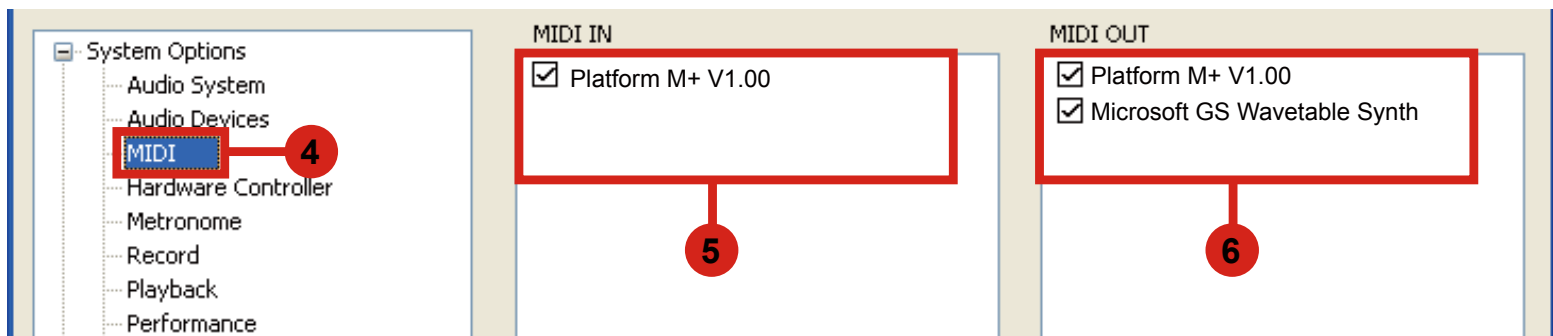 System Options
Audio System
Audio Devices
MIDI
4
Hardware Controller
Metronome
Record
Playback
Performance
MIDI IN
Platform M+ V1.00
5
MIDI OUT
Platform M+ V1.00
Microsoft GS Wavetable Synth
6